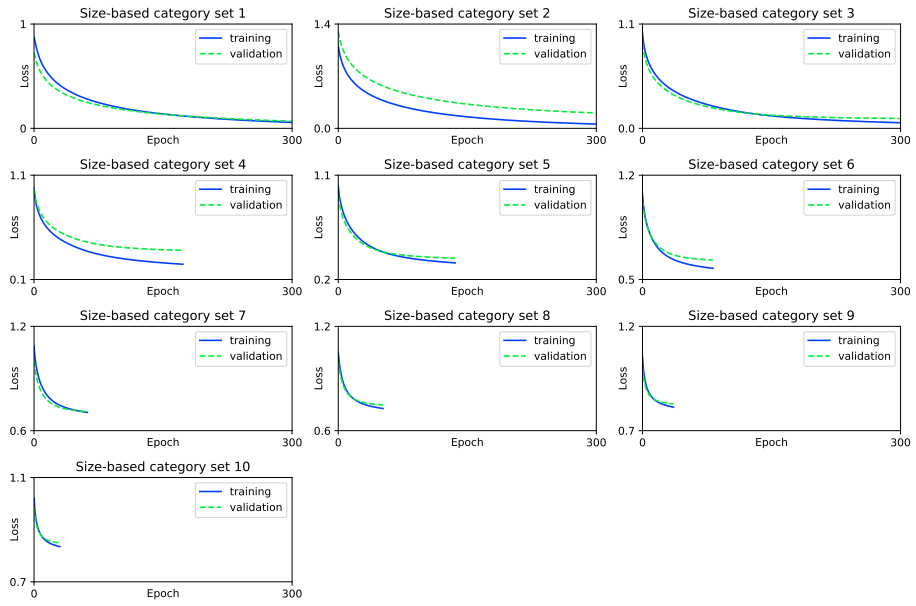 Size-based category set 1
1
training
validation
Loss
0
0
Epoch
300
Size-based category set 2
1.4
training
validation
Loss
0.0
0
Epoch
300
Size-based category set 3
1.1
training
validation
Loss
0.0
0
Epoch
300
Size-based category set 4
1.1
training
validation
Loss
0.1
0
Epoch
300
Size-based category set 5
1.1
training
validation
Loss
0.2
0
Epoch
300
Size-based category set 6
1.2
training
validation
Loss
0.5
0
Epoch
300
Size-based category set 7
1.2
training
validation
Loss
0.6
0
Epoch
300
Size-based category set 8
1.2
training
validation
Loss
0.6
0
Epoch
300
Size-based category set 9
1.2
training
validation
Loss
0.7
0
Epoch
300
Size-based category set 10
1.1
training
validation
Loss
0.7
0
Epoch
300